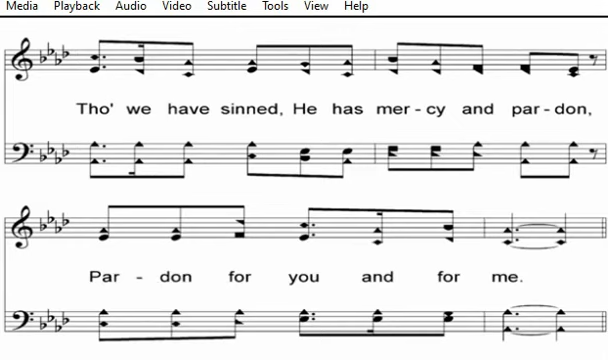 Media Playback Audio Video Subtitle Tools View Help
Tho' we have sinned, He has mer - cy and par - don,
Par - don for you and for me.